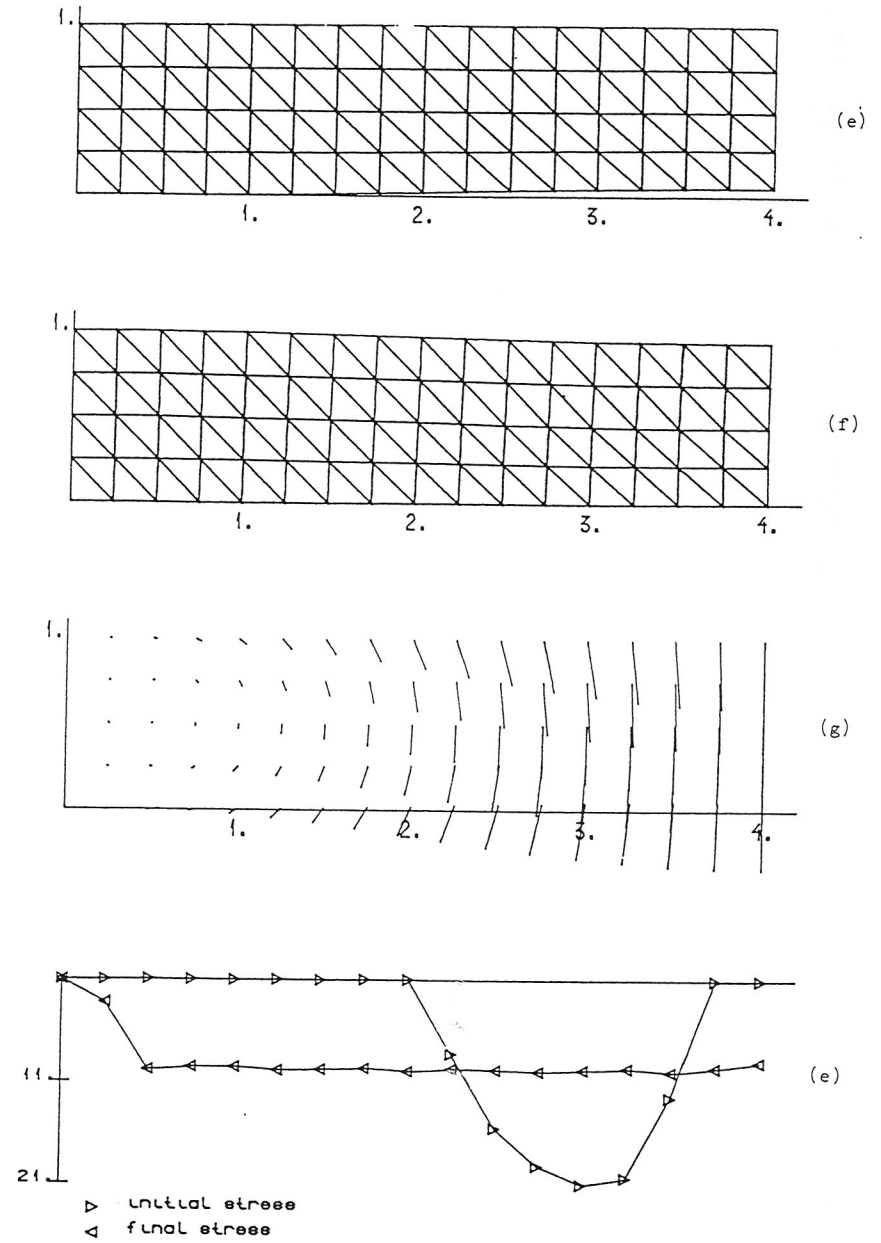 1.
(e)
1. 2. 3. 4.
1.
(f)
1. 2. 3. 4.
1.
(g)
1. 2. 3. 4.
11
(e)
21.
initial stress
final stress